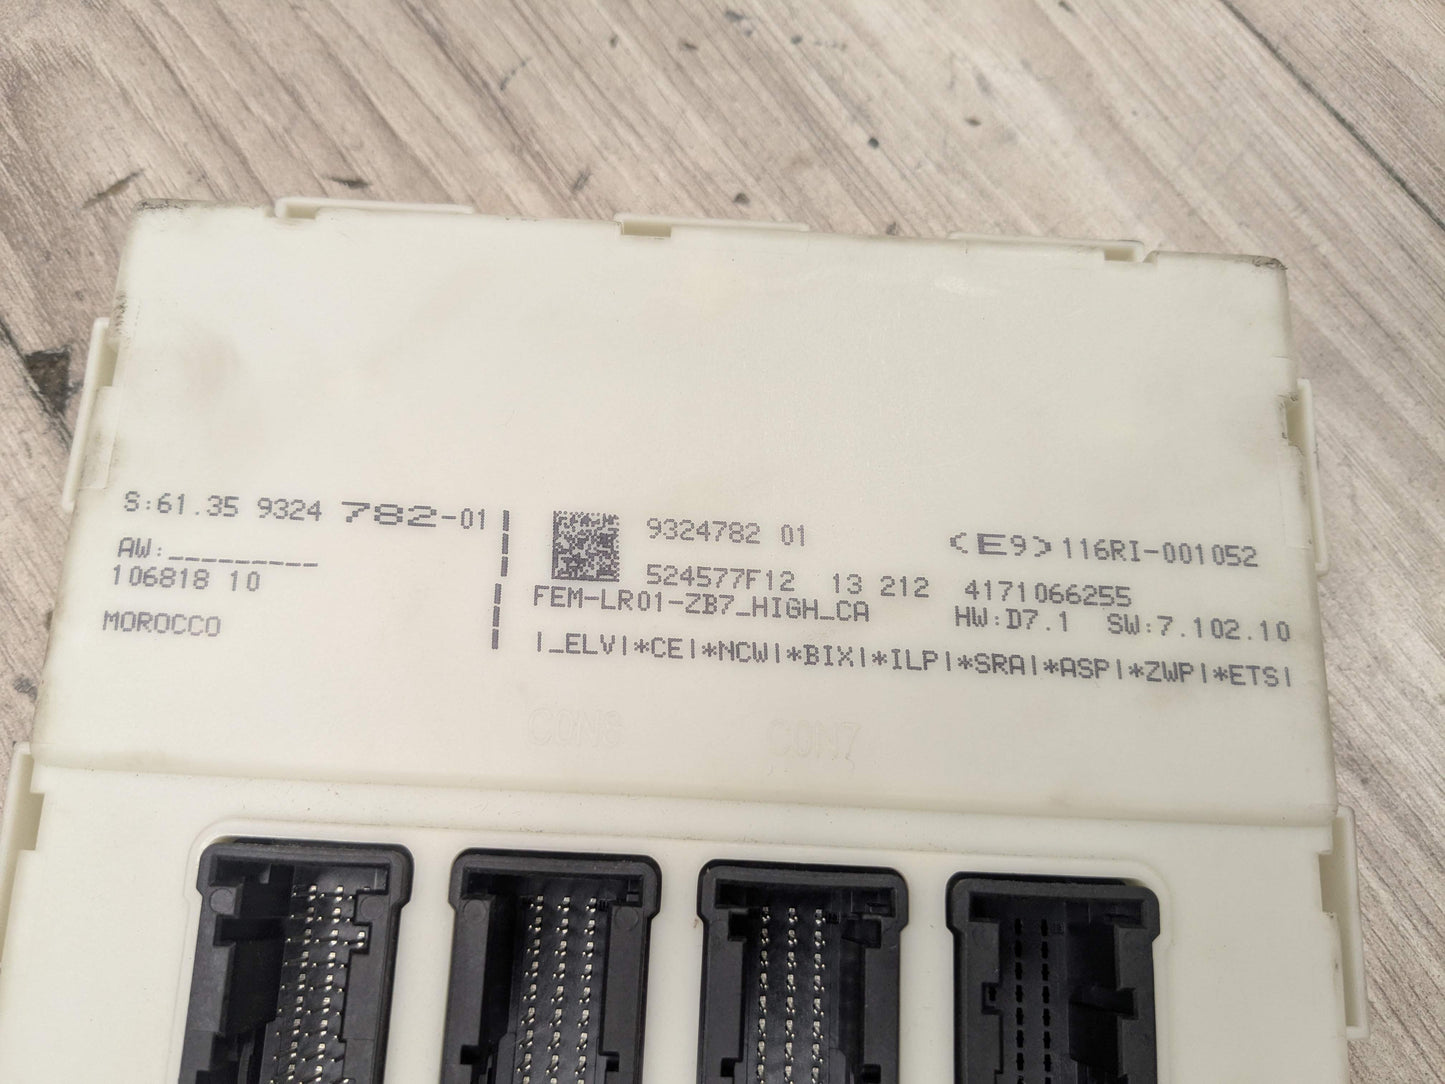 S:61.35 9324 782-01
AW:_________
106818 10
MOROCCO
9324782 01
<E9>116RI-001052
524577F12 13 212 4171066255
FEM-LR01-ZB7_HIGH_CA
HW:D7.1 SW:7.102.10
|_ELV|*CE|*NCW|*BIX|*ILP|*SRA|*ASP|*ZWP|*ETS|
CON6 CON7